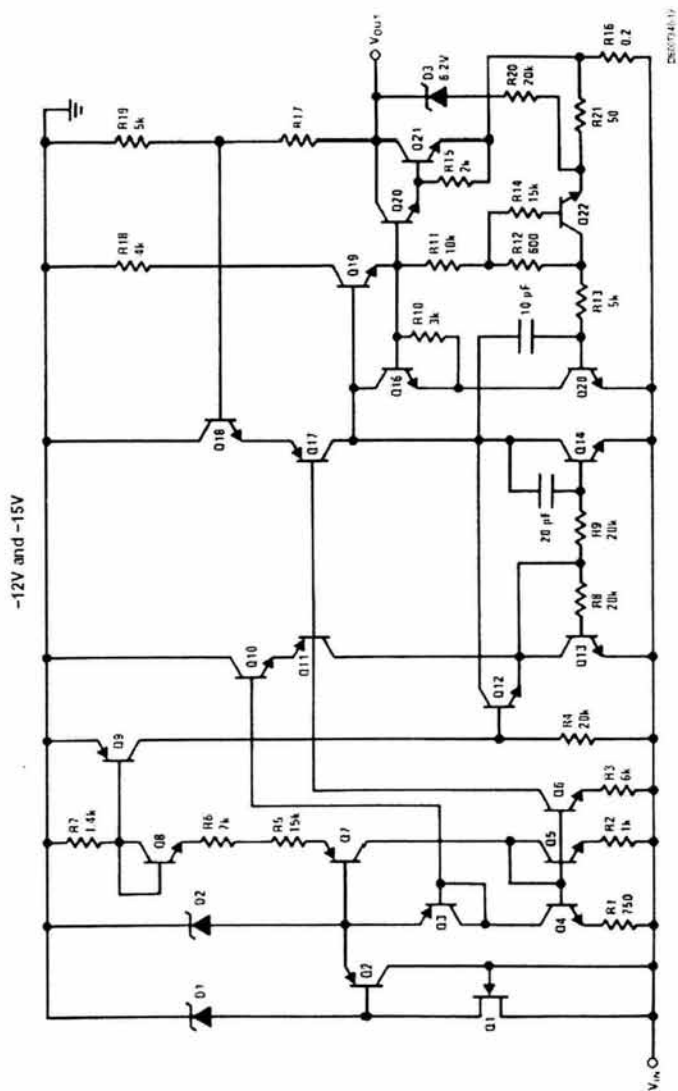 -12V and -15V
R19
5k
R18
4k
R17
VOUT
D3
6.2V
R20
20k
R16
0.2
R21
50
Q21
R15
2k
Q20
Q19
R14
15k
R11
10k
R12
600
Q22
R13
5k
10 µF
R10
3k
Q16
Q20
Q18
Q17
Q14
20 pF
R9
20k
R8
20k
Q10
Q11
Q12
Q13
Q9
R4
20k
R7
1.4k
Q8
R6
7k
R5
15k
Q7
Q6
R3
6k
Q5
R2
1k
D2
Q3
Q4
R1
750
D1
Q2
Q1
VIN